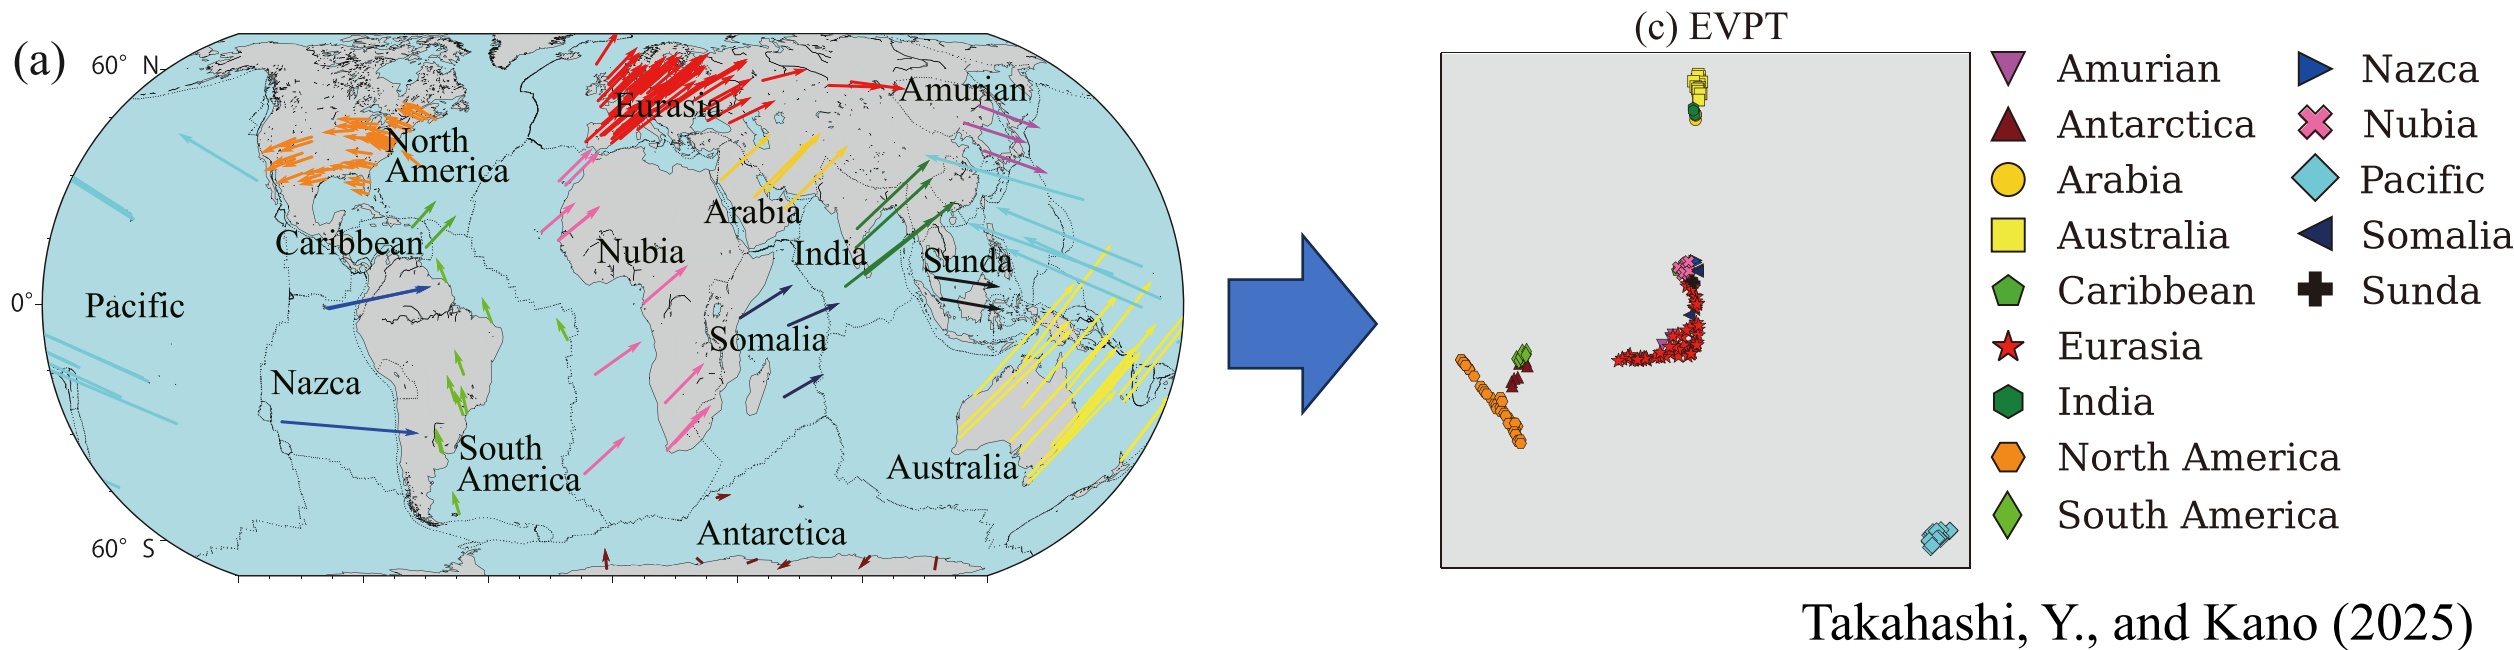 (a)
60° N
0°
60° S
Eurasia
Amurian
North
America
Arabia
Caribbean
Nubia
India
Sunda
Pacific
Somalia
Nazca
South
America
Australia
Antarctica
(c) EVPT
Amurian
Antarctica
Arabia
Australia
Caribbean
Eurasia
India
North America
South America
Nazca
Nubia
Pacific
Somalia
Sunda
Takahashi, Y., and Kano (2025)